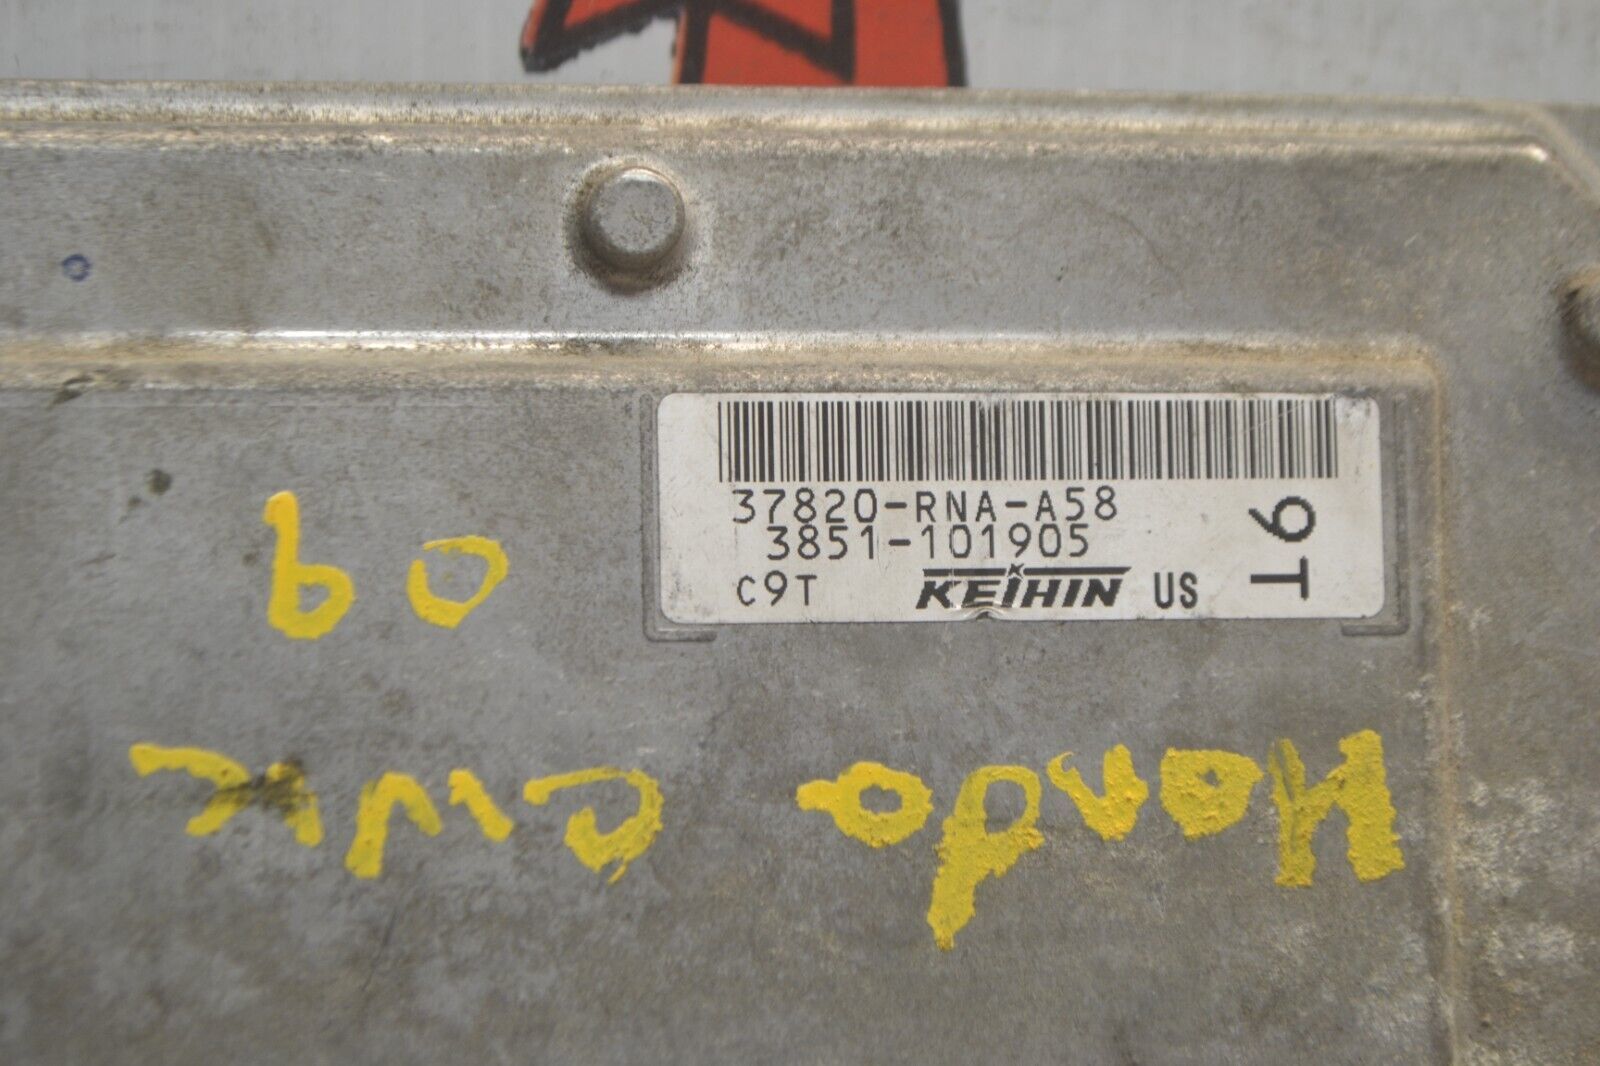 37820-RNA-A58
3851-101905
C9T KEIHIN US
9T
Honda Civic
09